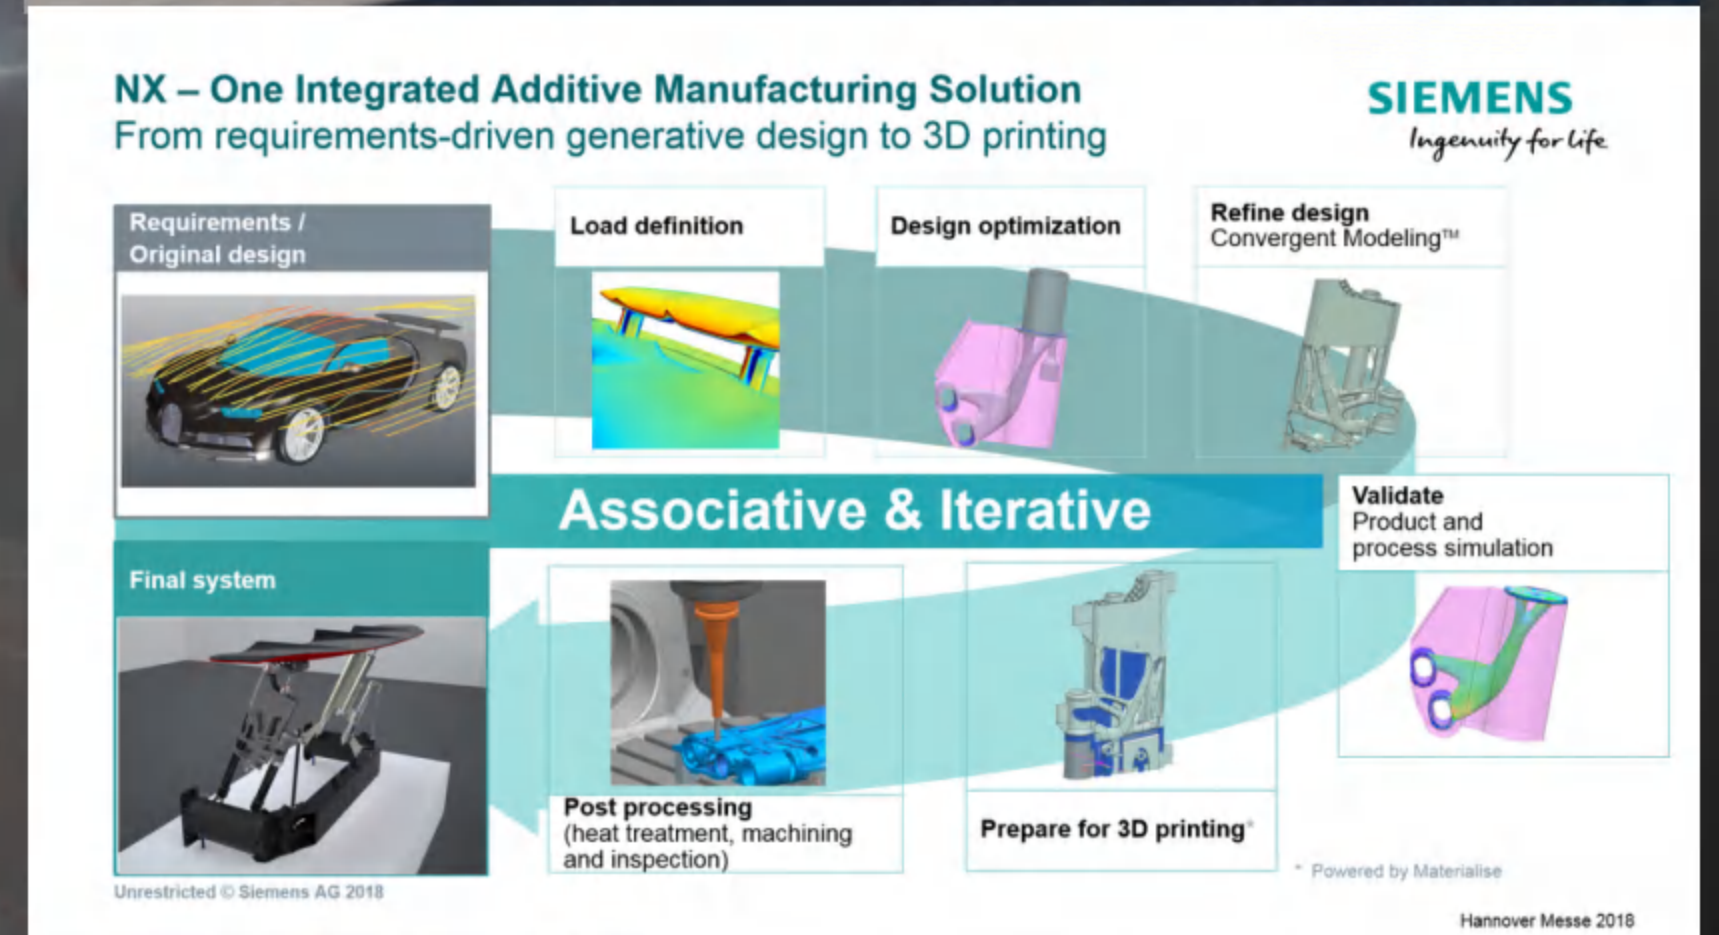 NX – One Integrated Additive Manufacturing Solution
From requirements-driven generative design to 3D printing
SIEMENS
Ingenuity for life
Requirements /
Original design
Load definition
Design optimization
Refine design
Convergent Modeling™
Associative & Iterative
Validate
Product and
process simulation
Final system
Post processing
(heat treatment, machining
and inspection)
Prepare for 3D printing*
* Powered by Materialise
Unrestricted © Siemens AG 2018
Hannover Messe 2018